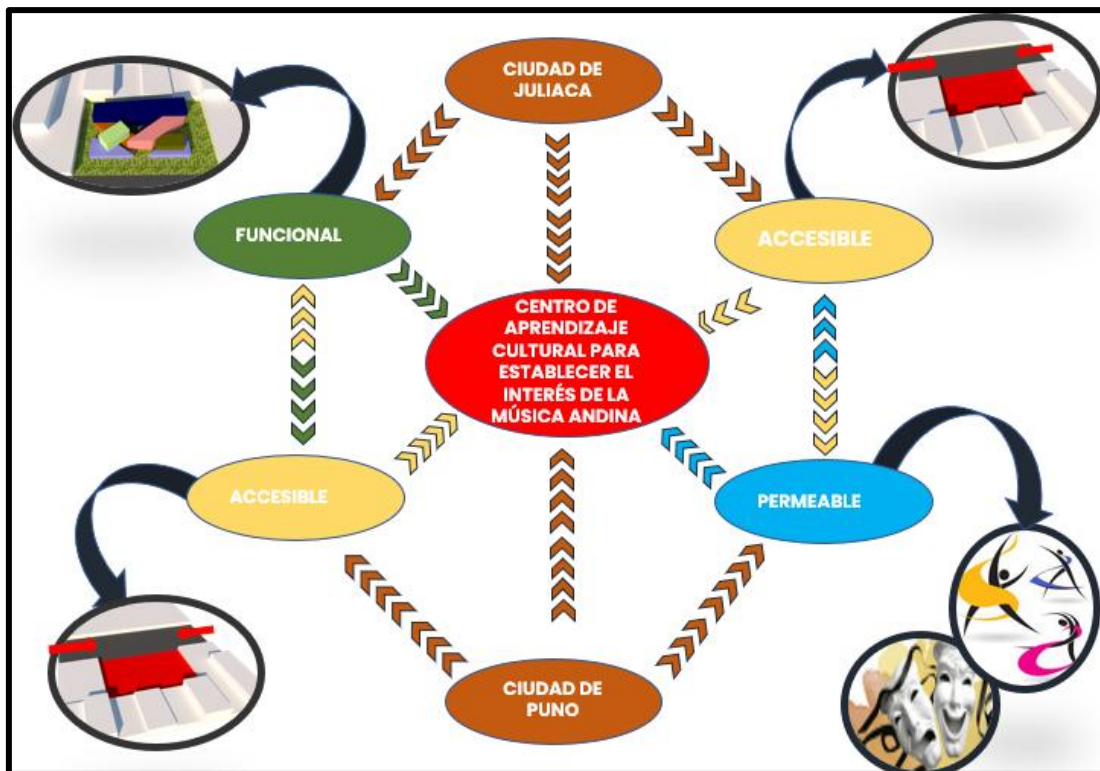 CIUDAD DE
JULIACA
FUNCIONAL
ACCESIBLE
CENTRO DE
APRENDIZAJE
CULTURAL PARA
ESTABLECER EL
INTERÉS DE LA
MÚSICA ANDINA
ACCESIBLE
PERMEABLE
CIUDAD DE
PUNO